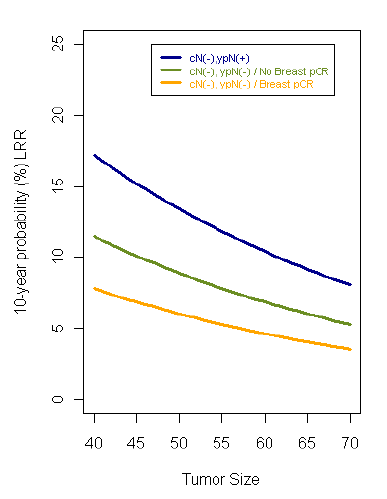 cN(-),ypN(+)
cN(-), ypN(-) / No Breast pCR
cN(-), ypN(-) / Breast pCR
10-year probability (%) LRR
25
20
15
10
5
0
40 45 50 55 60 65 70
Tumor Size